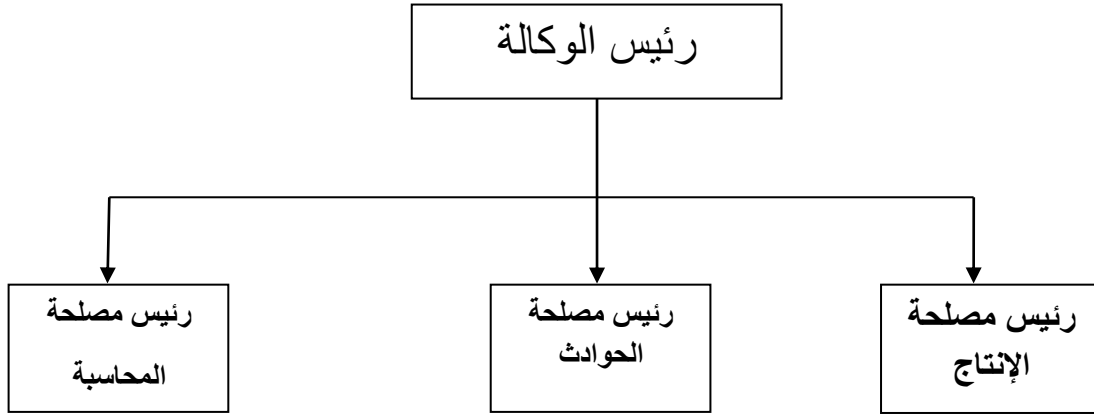 رئيس الوكالة
رئيس مصلحة
الإنتاج
رئيس مصلحة
الحوادث
رئيس مصلحة
المحاسبة